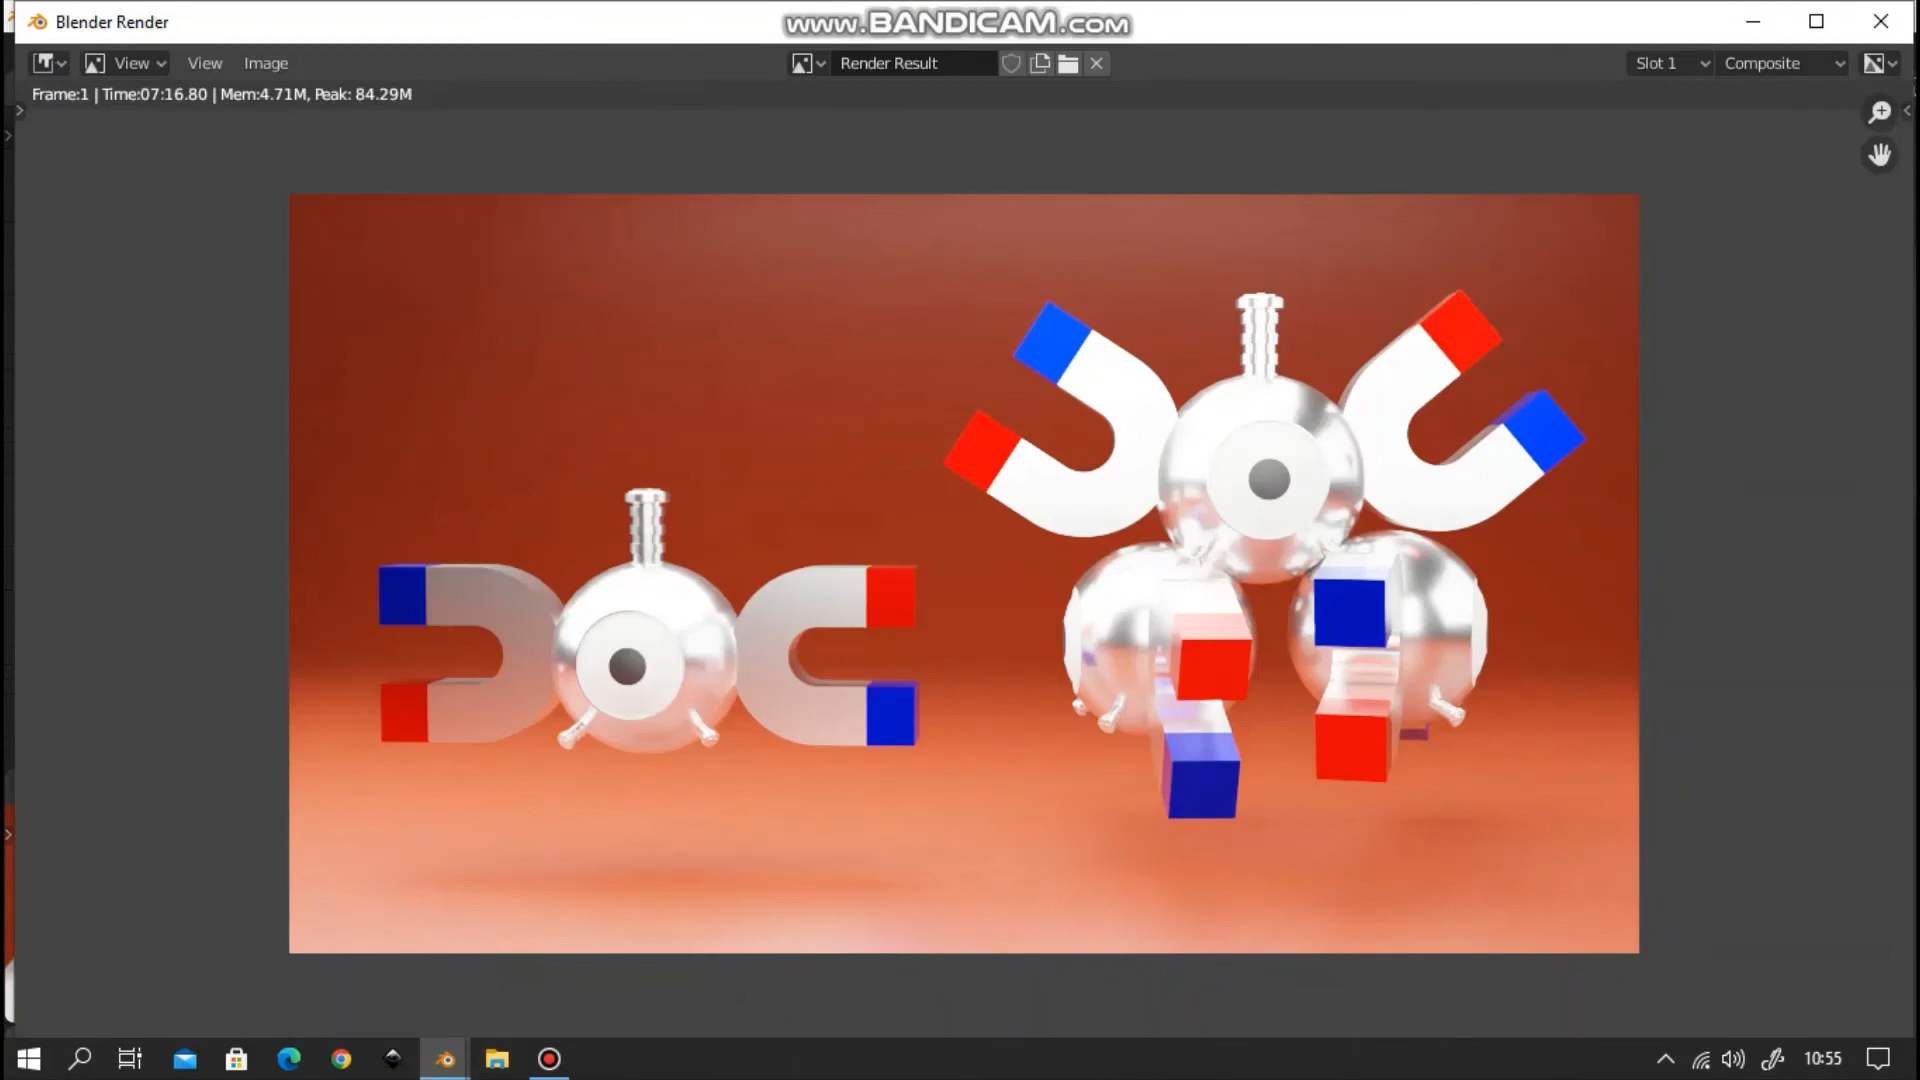 Blender Render
www.BANDICAM.com
View
View
Image
Render Result
Slot 1
Composite
Frame:1 | Time:07:16.80 | Mem:4.71M, Peak: 84.29M
10:55